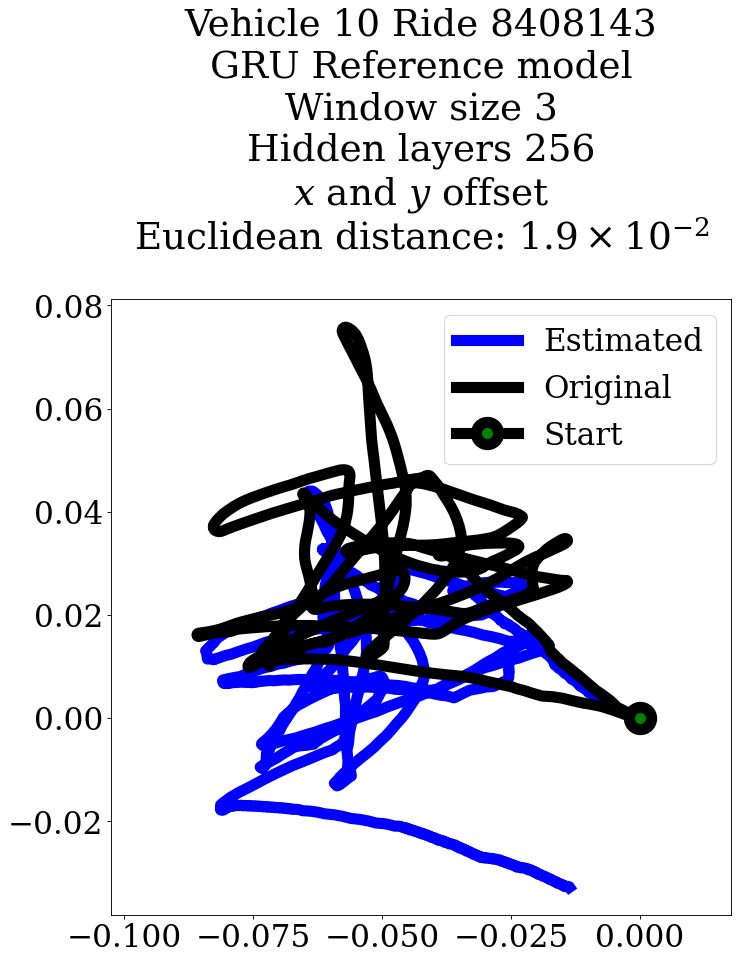 Vehicle 10 Ride 8408143
GRU Reference model
Window size 3
Hidden layers 256
x and y offset
Euclidean distance: 1.9 × 10⁻²
0.08
0.06
0.04
0.02
0.00
−0.02
Estimated
Original
Start
−0.100 −0.075 −0.050 −0.025 0.000